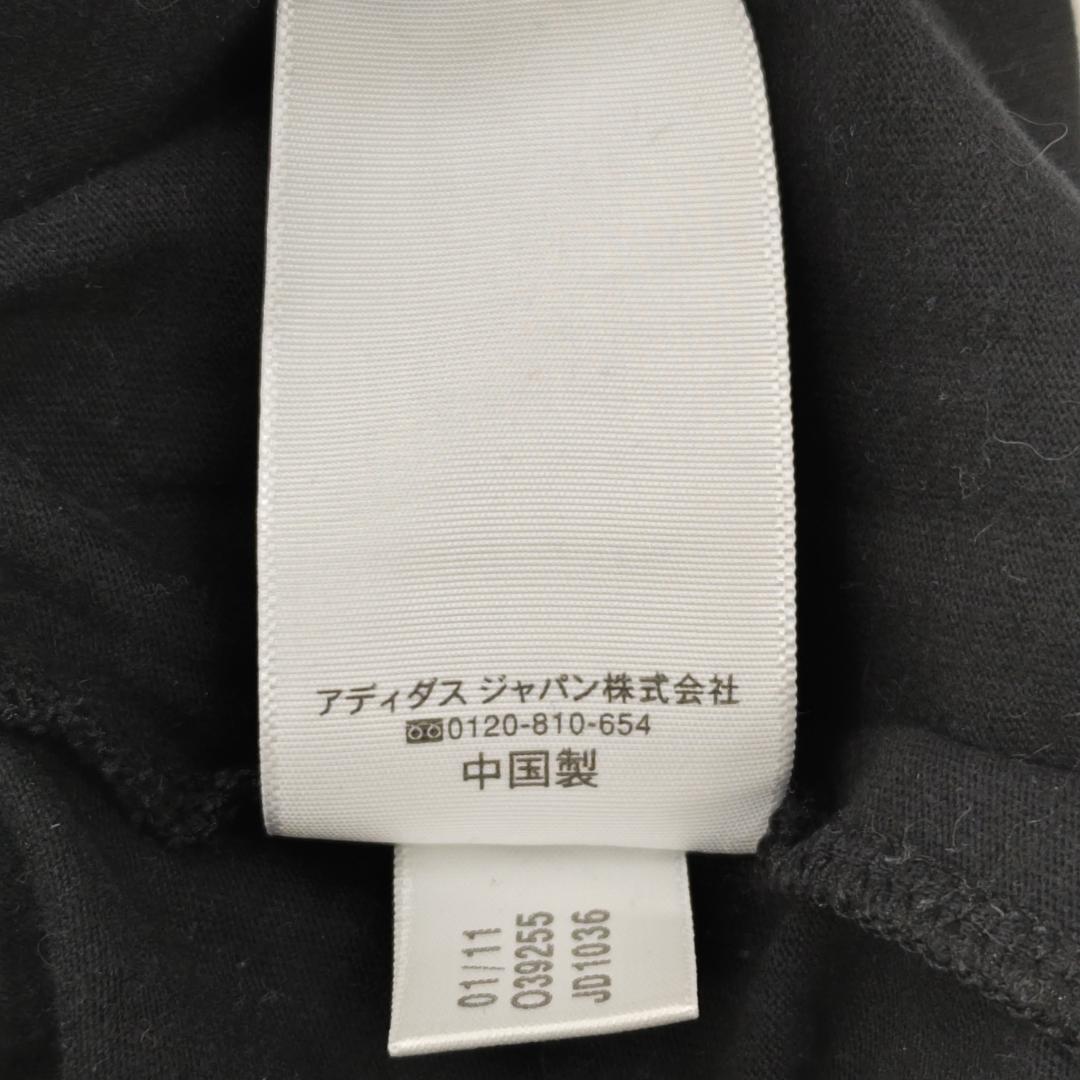 アディダス ジャパン株式会社
0120-810-654
中国製
01/11
O39255
JD1036